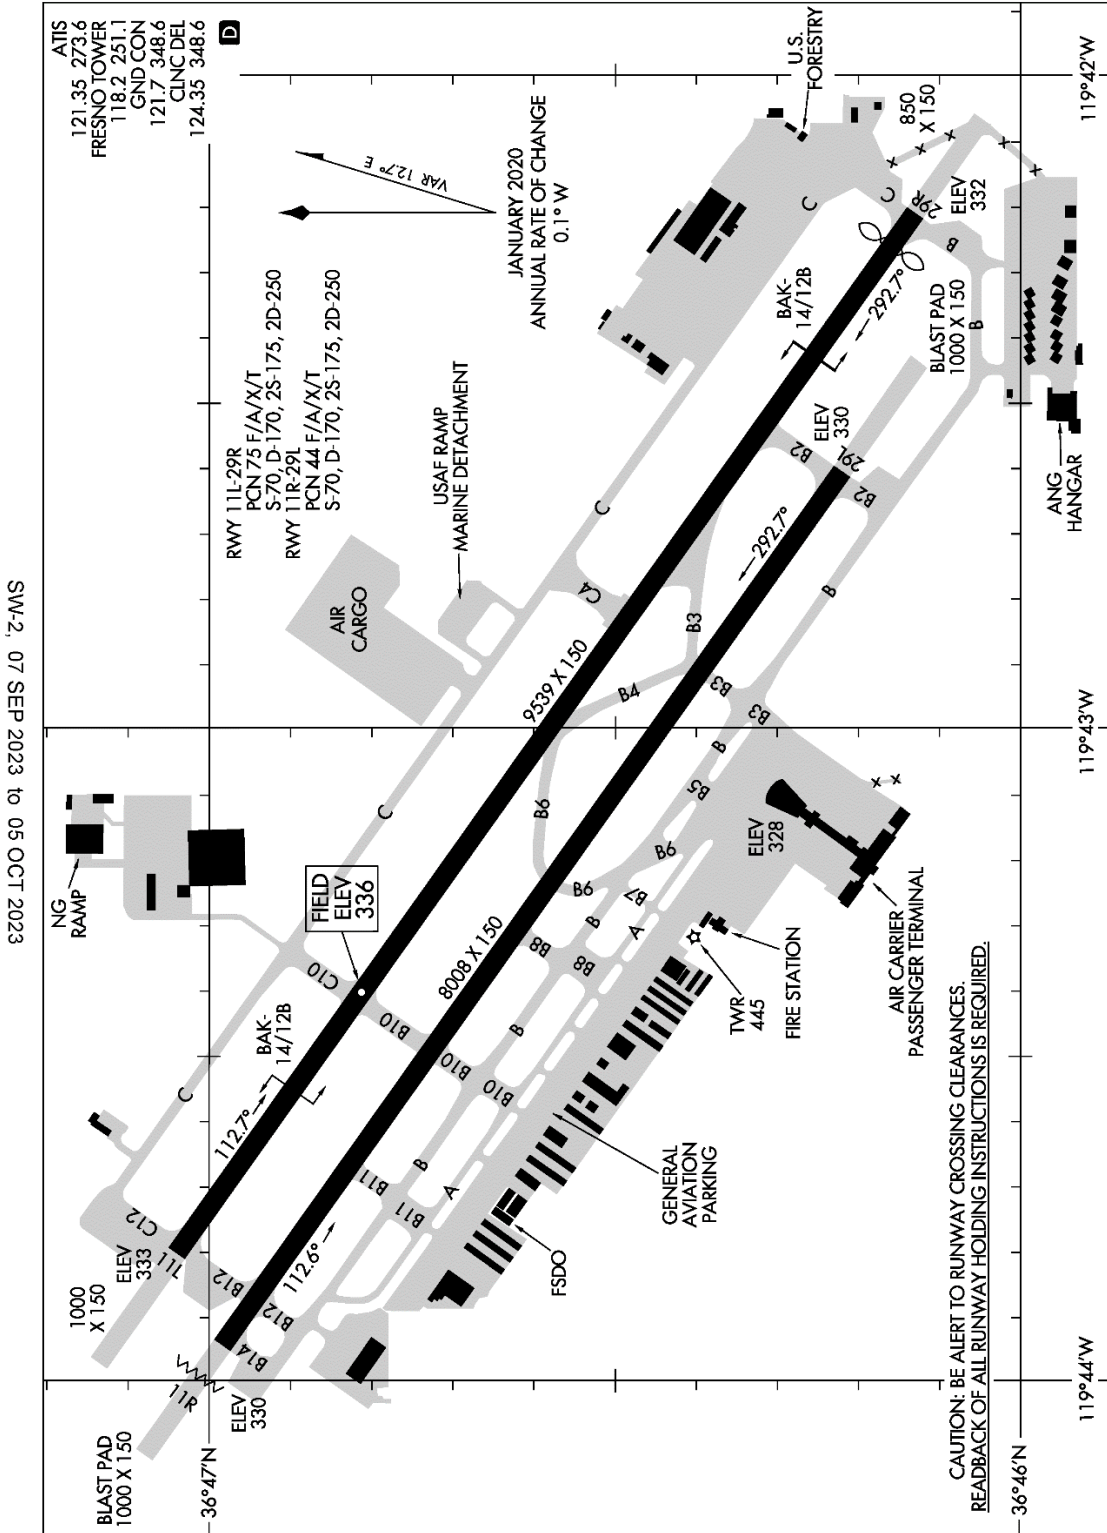 ATIS
121.35 273.6
FRESNO TOWER
118.2 251.1
GND CON
121.7 348.6
CLNC DEL
124.35 348.6
D
VAR 12.7° E
JANUARY 2020
ANNUAL RATE OF CHANGE
0.1° W
RWY 11L-29R
PCN 75 F/A/X/T
S-70, D-170, 2S-175, 2D-250
RWY 11R-29L
PCN 44 F/A/X/T
S-70, D-170, 2S-175, 2D-250
USAF RAMP
MARINE DETACHMENT
AIR
CARGO
U.S.
FORESTRY
850
X 150
C
C
29R
ELEV
332
B
BAK-
14/12B
292.7°
BLAST PAD
1000 X 150
B
ELEV
330
29L
B2
B2
292.7°
ANG
HANGAR
C
C4
B3
B
9539 X 150
B4
B3
B3
B
B5
B6
NG
RAMP
C
FIELD
ELEV
336
8008 X 150
B6
B6
B7
B
A
B8
B8
ELEV
328
TWR
445
FIRE STATION
AIR CARRIER
PASSENGER TERMINAL
C10
B10
B10
B10
B
BAK-
14/12B
112.7°
C
C12
11L
ELEV
333
1000
X 150
B12
B12
B14
112.6°
B11
B11
B
A
GENERAL
AVIATION
PARKING
FSDO
11R
ELEV
330
BLAST PAD
1000 X 150
CAUTION: BE ALERT TO RUNWAY CROSSING CLEARANCES.
READBACK OF ALL RUNWAY HOLDING INSTRUCTIONS IS REQUIRED.
36°47'N
36°46'N
119°42'W
119°43'W
119°44'W
SW-2, 07 SEP 2023 to 05 OCT 2023